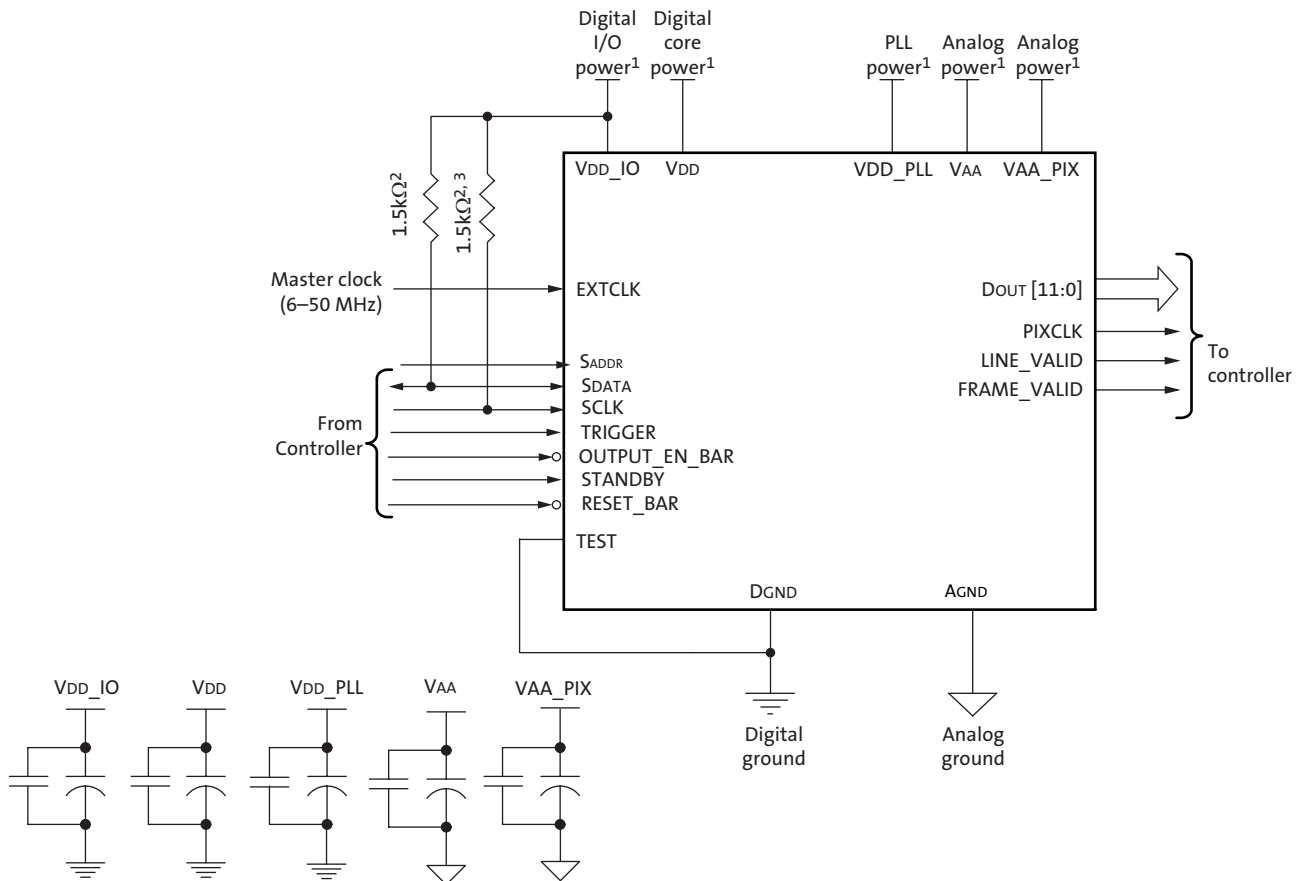 Digital
I/O
power1
Digital
core
power1
PLL
power1
Analog
power1
Analog
power1
VDD_IO
VDD
VDD_PLL
VAA
VAA_PIX
1.5kΩ2
1.5kΩ2, 3
Master clock
(6–50 MHz)
EXTCLK
SADDR
SDATA
SCLK
TRIGGER
OUTPUT_EN_BAR
STANDBY
RESET_BAR
TEST
From
Controller
DOUT [11:0]
PIXCLK
LINE_VALID
FRAME_VALID
To
controller
DGND
AGND
Digital
ground
Analog
ground
VDD_IO
VDD
VDD_PLL
VAA
VAA_PIX